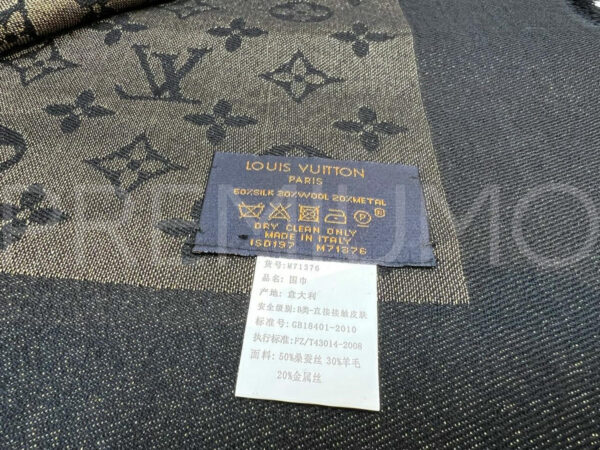 LOUIS VUITTON
PARIS
50%SILK 30%WOOL 20%METAL
DRY CLEAN ONLY
MADE IN ITALY
M71376
货号:M71376
品名:围巾
产地:意大利
安全级别:B类-直接接触皮肤
标准号:GB18401-2010
执行标准:FZ/T43014-2008
面料:50%桑蚕丝 30%羊毛
20%金属丝